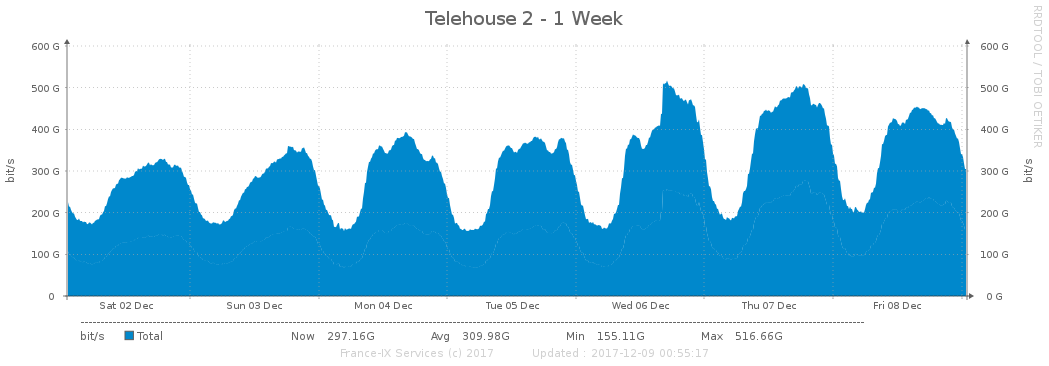 Telehouse 2 - 1 Week
RRDTOOL / TOBI OETIKER
600 G 600 G
500 G 500 G
400 G 400 G
300 G 300 G
200 G 200 G
100 G 100 G
0 0 G
bit/s bit/s
Sat 02 Dec Sun 03 Dec Mon 04 Dec Tue 05 Dec Wed 06 Dec Thu 07 Dec Fri 08 Dec
bit/s Total Now 297.16G Avg 309.98G Min 155.11G Max 516.66G
France-IX Services (c) 2017 Updated : 2017-12-09 00:55:17